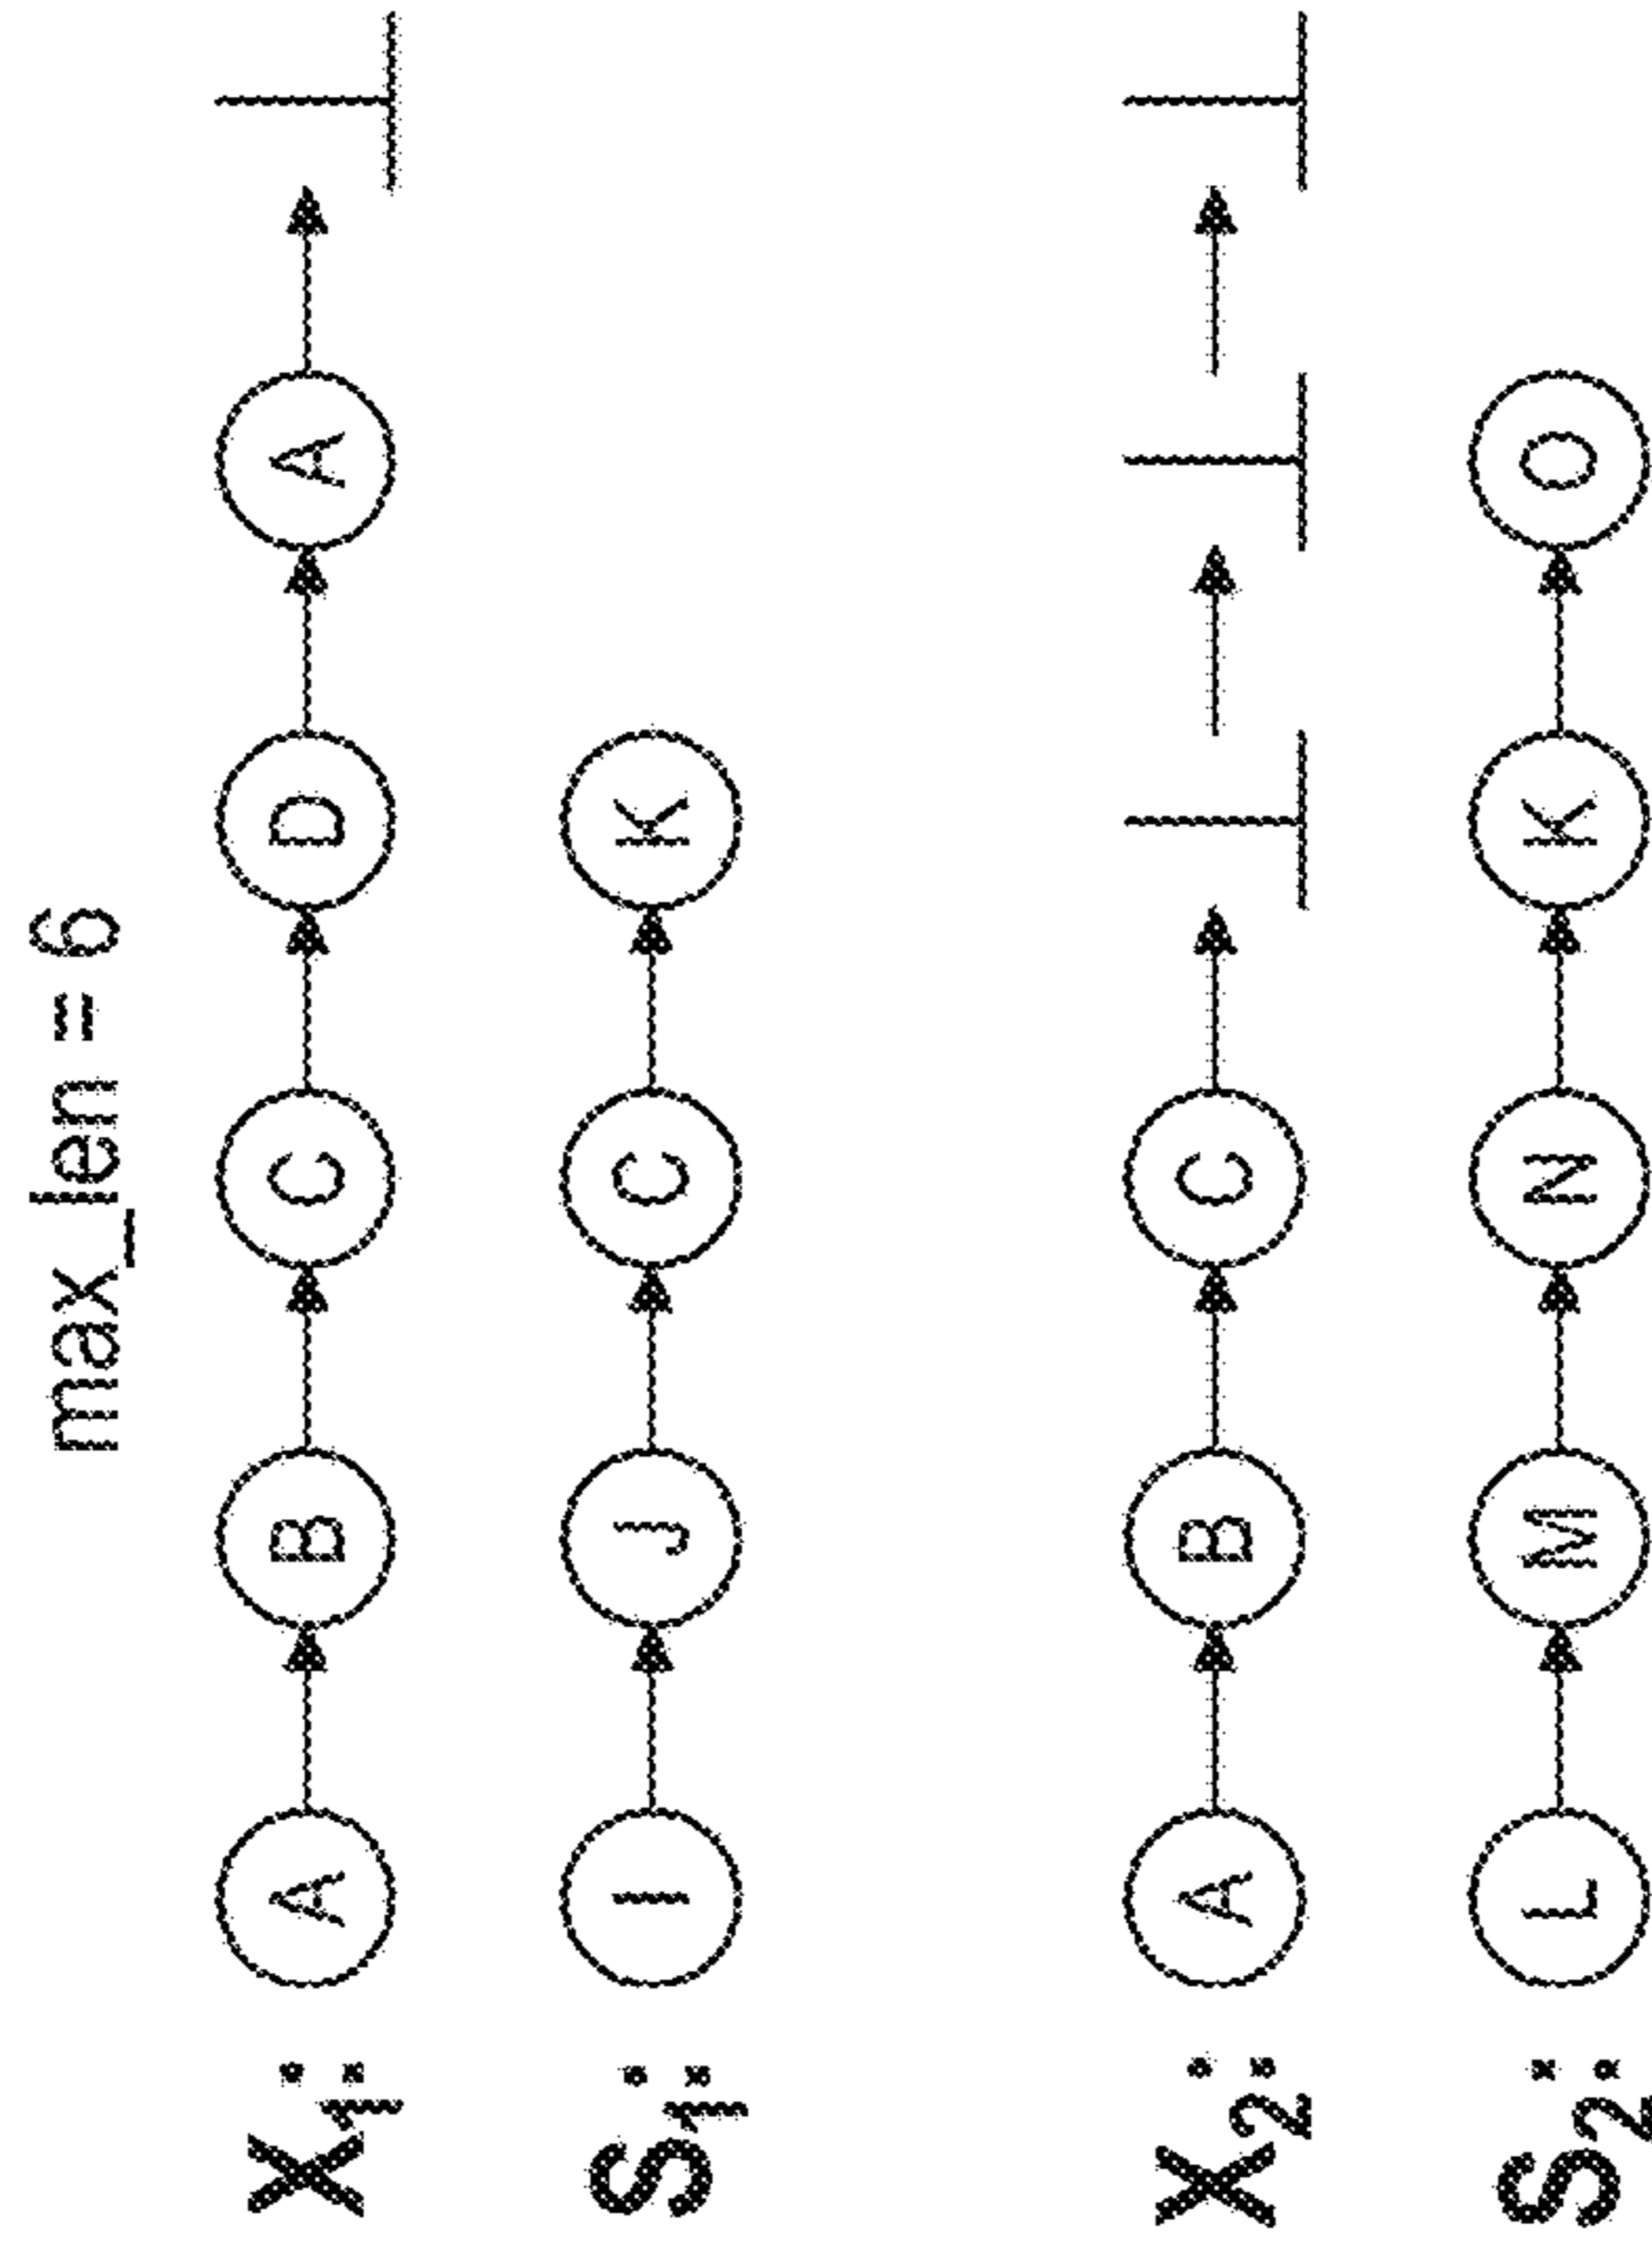 max_len = 6
X₁: A B C D A ⊥
S₁: I J C K
X₂: A B C ⊥ ⊥ ⊥
S₂: L M N K O